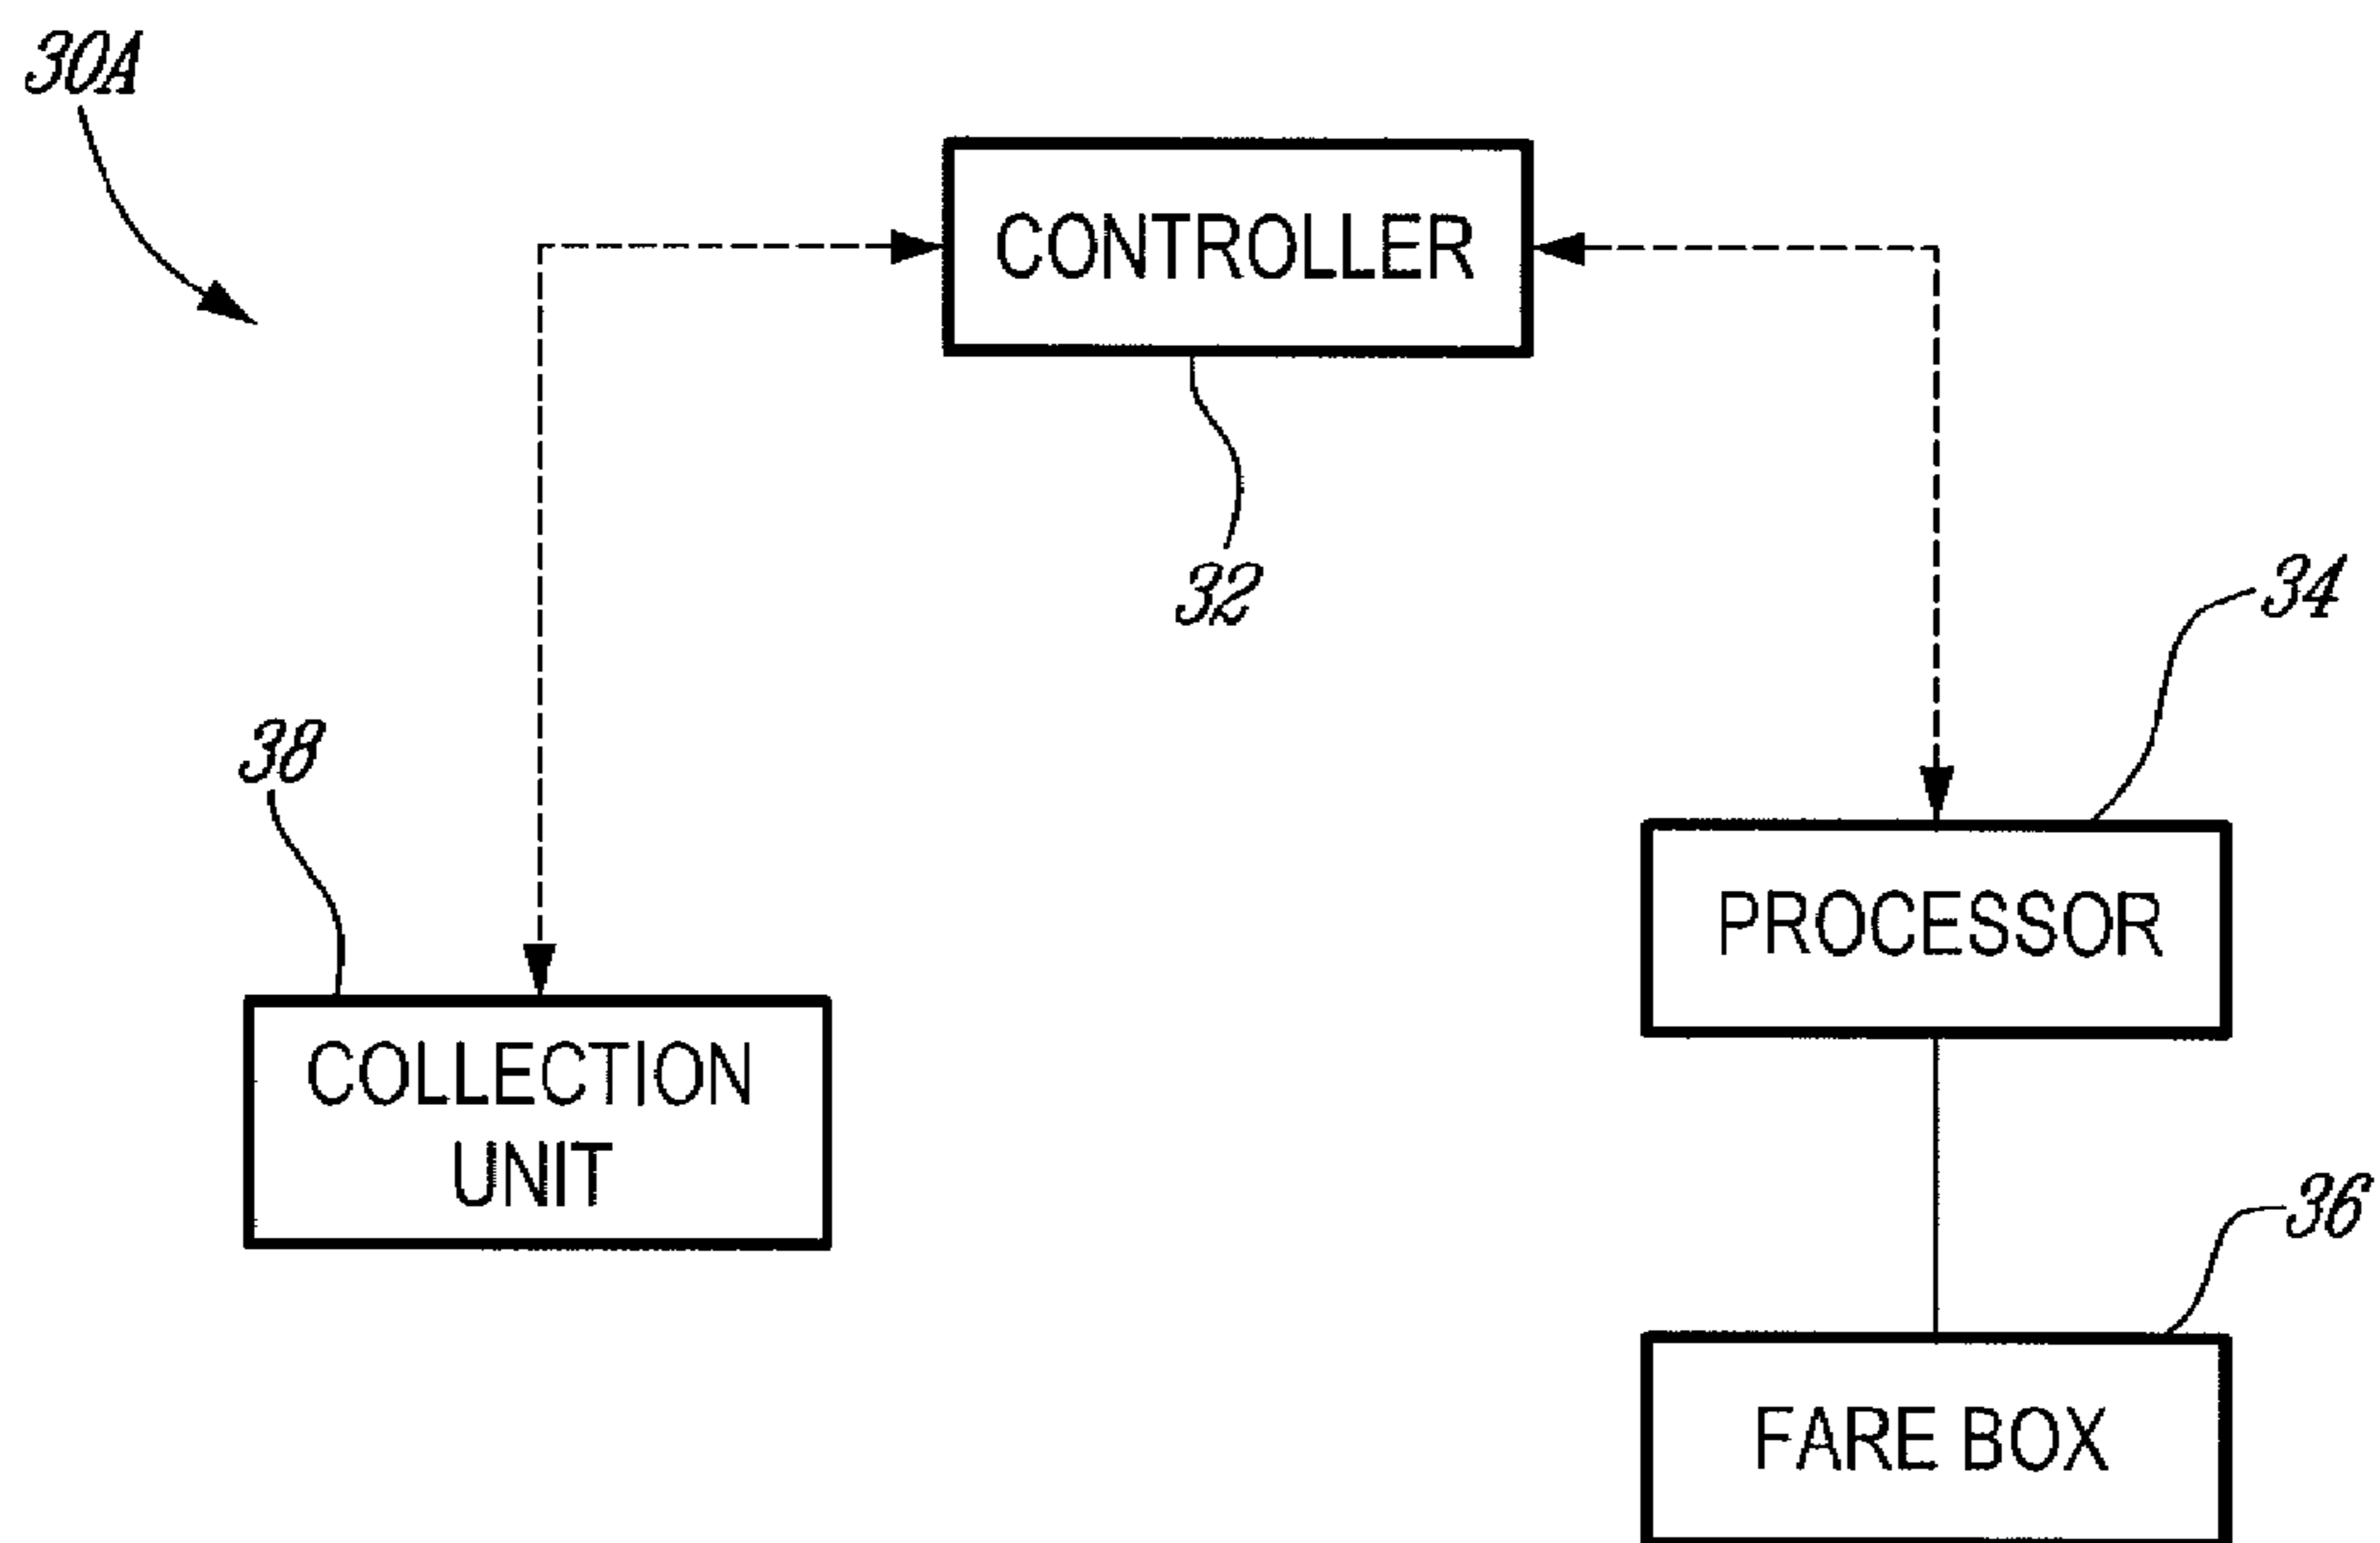 30A
CONTROLLER
32
34
38
PROCESSOR
COLLECTION
UNIT
36
FARE BOX